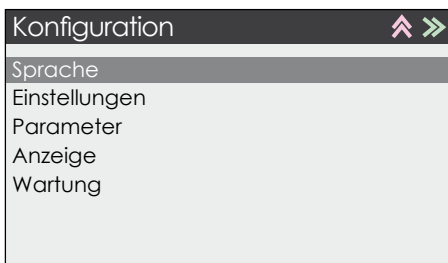 Konfiguration
Sprache
Einstellungen
Parameter
Anzeige
Wartung